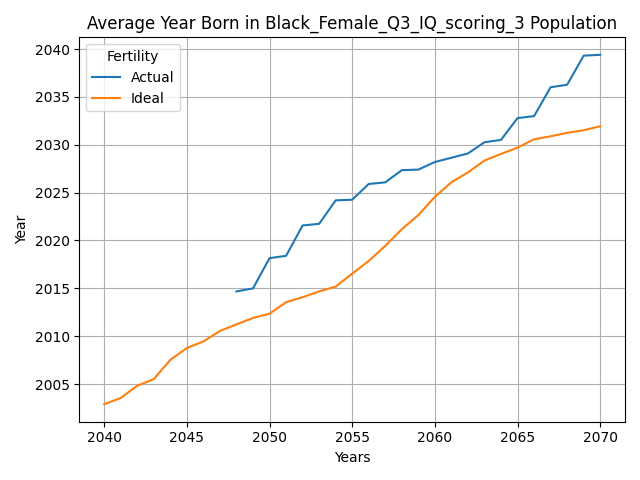 Average Year Born in Black_Female_Q3_IQ_scoring_3 Population
Fertility
Actual
Ideal
2040
2035
2030
2025
2020
2015
2010
2005
Year
2040 2045 2050 2055 2060 2065 2070
Years